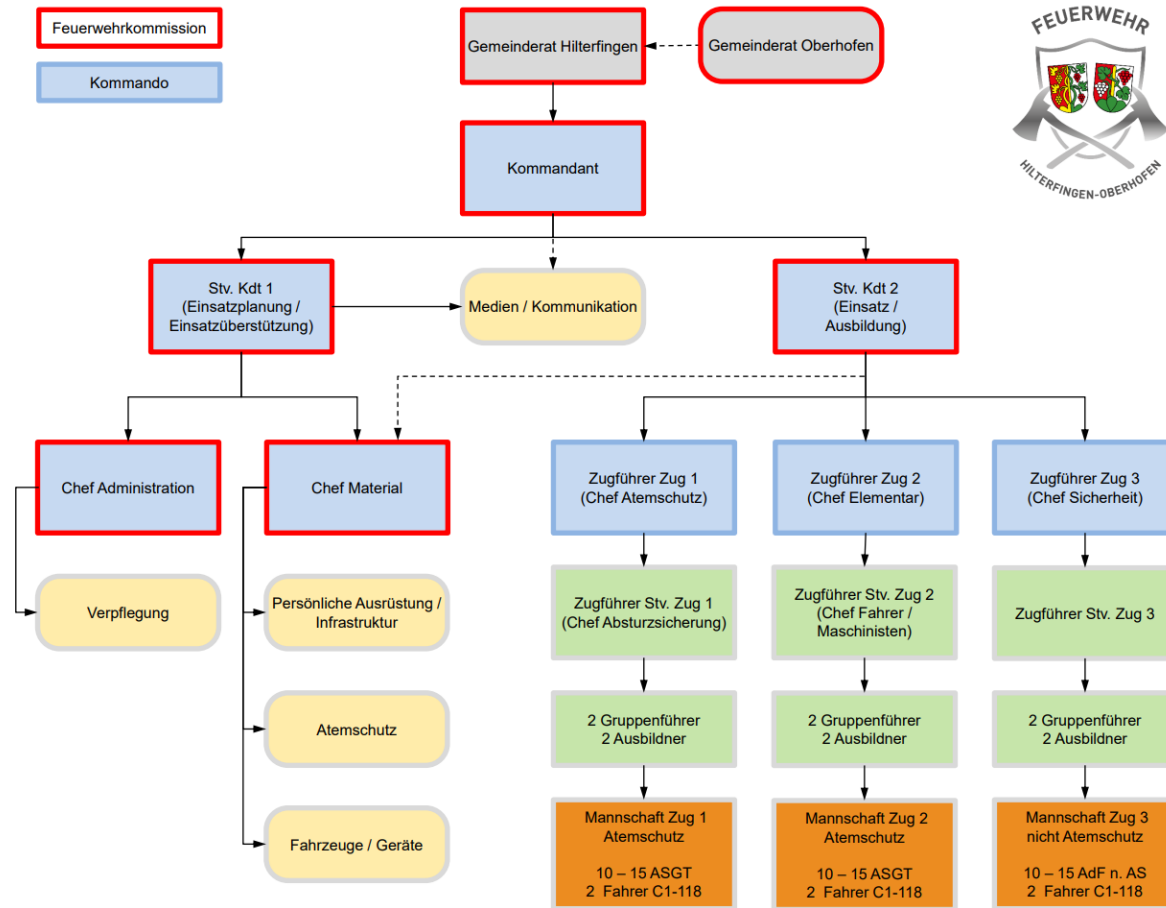 Feuerwehrkommission
Kommando
Gemeinderat Hilterfingen
Gemeinderat Oberhofen
FEUERWEHR
HILTERFINGEN-OBERHOFEN
Kommandant
Stv. Kdt 1
(Einsatzplanung /
Einsatzüberstützung)
Medien / Kommunikation
Stv. Kdt 2
(Einsatz /
Ausbildung)
Chef Administration
Chef Material
Zugführer Zug 1
(Chef Atemschutz)
Zugführer Zug 2
(Chef Elementar)
Zugführer Zug 3
(Chef Sicherheit)
Verpflegung
Persönliche Ausrüstung /
Infrastruktur
Zugführer Stv. Zug 1
(Chef Absturzsicherung)
Zugführer Stv. Zug 2
(Chef Fahrer /
Maschinisten)
Zugführer Stv. Zug 3
Atemschutz
2 Gruppenführer
2 Ausbildner
2 Gruppenführer
2 Ausbildner
2 Gruppenführer
2 Ausbildner
Fahrzeuge / Geräte
Mannschaft Zug 1
Atemschutz
10 – 15 ASGT
2 Fahrer C1-118
Mannschaft Zug 2
Atemschutz
10 – 15 ASGT
2 Fahrer C1-118
Mannschaft Zug 3
nicht Atemschutz
10 – 15 AdF n. AS
2 Fahrer C1-118